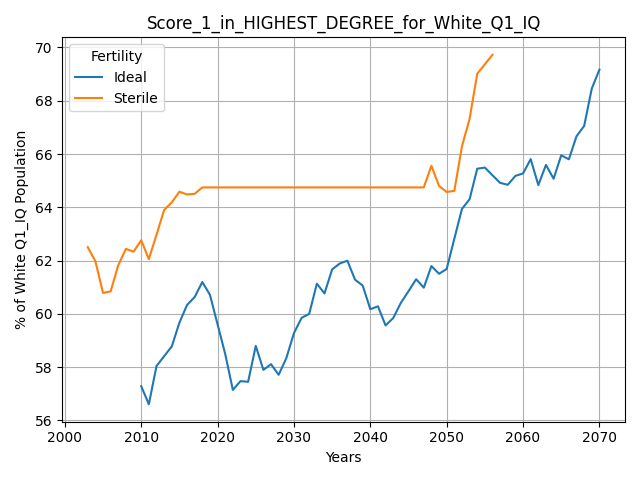 Score_1_in_HIGHEST_DEGREE_for_White_Q1_IQ
Fertility
Ideal
Sterile
% of White Q1_IQ Population
70
68
66
64
62
60
58
56
2000
2010
2020
2030
2040
2050
2060
2070
Years